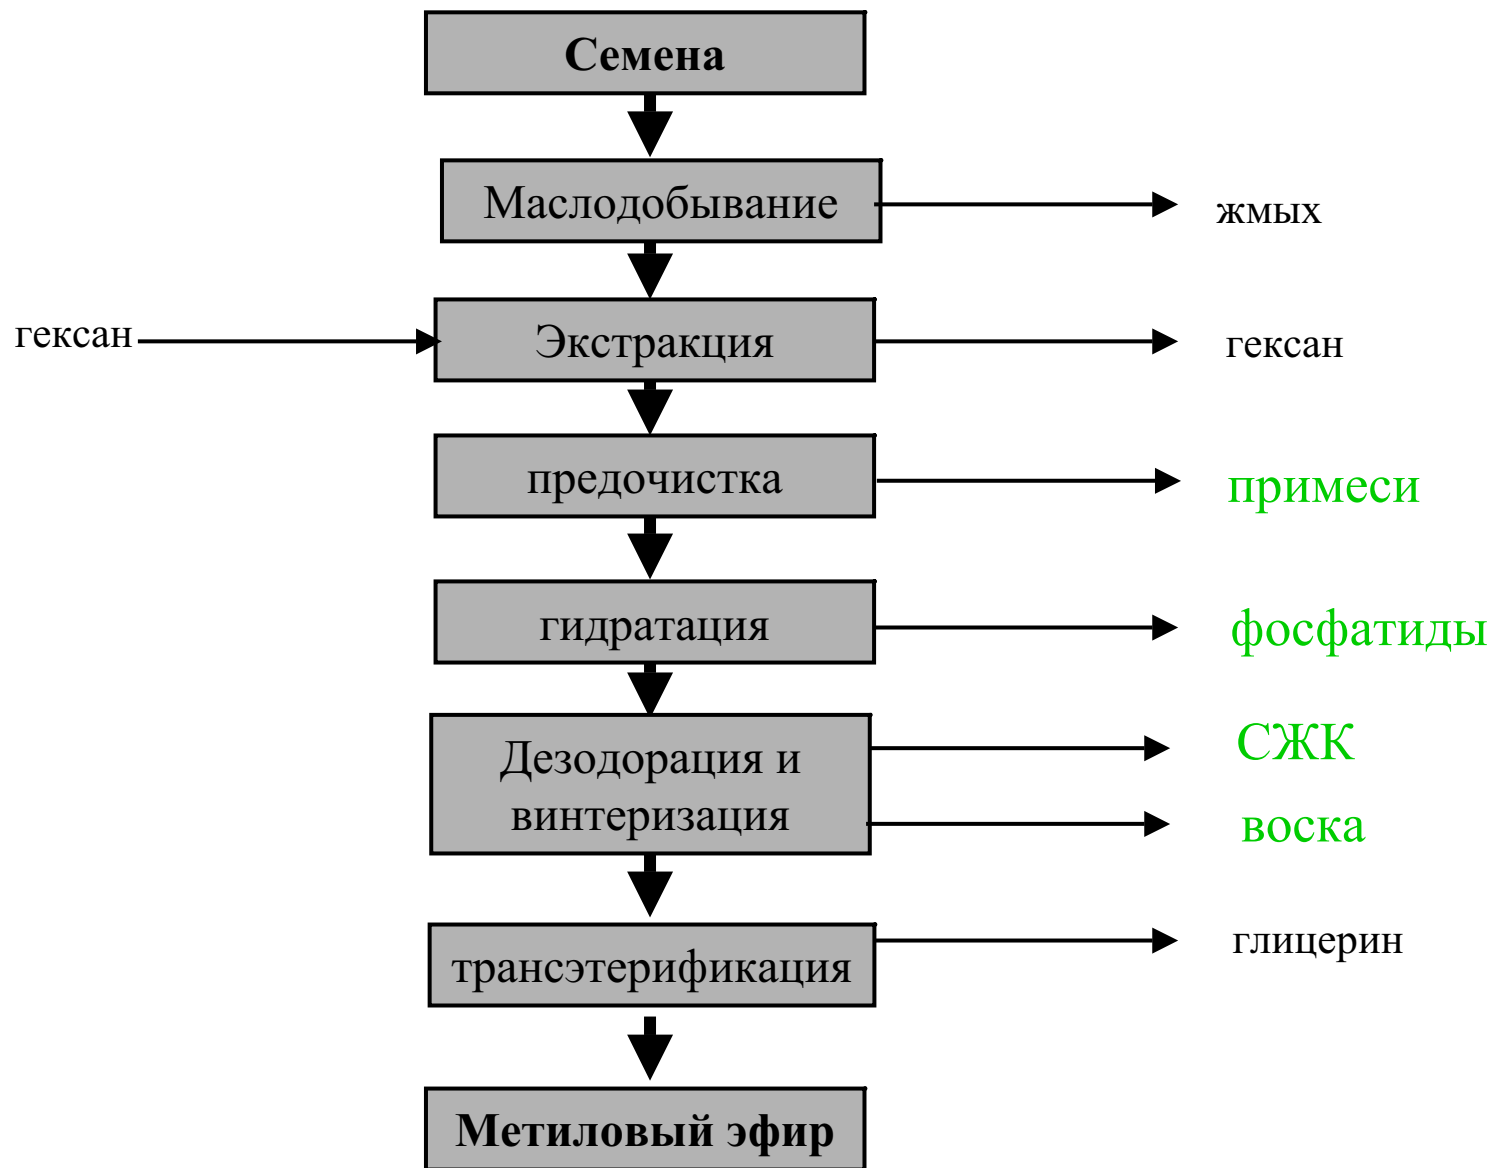 Семена
Маслодобывание
жмых
гексан
Экстракция
гексан
предочистка
примеси
гидратация
фосфатиды
Дезодорация и
винтеризация
СЖК
воска
трансэтерификация
глицерин
Метиловый эфир